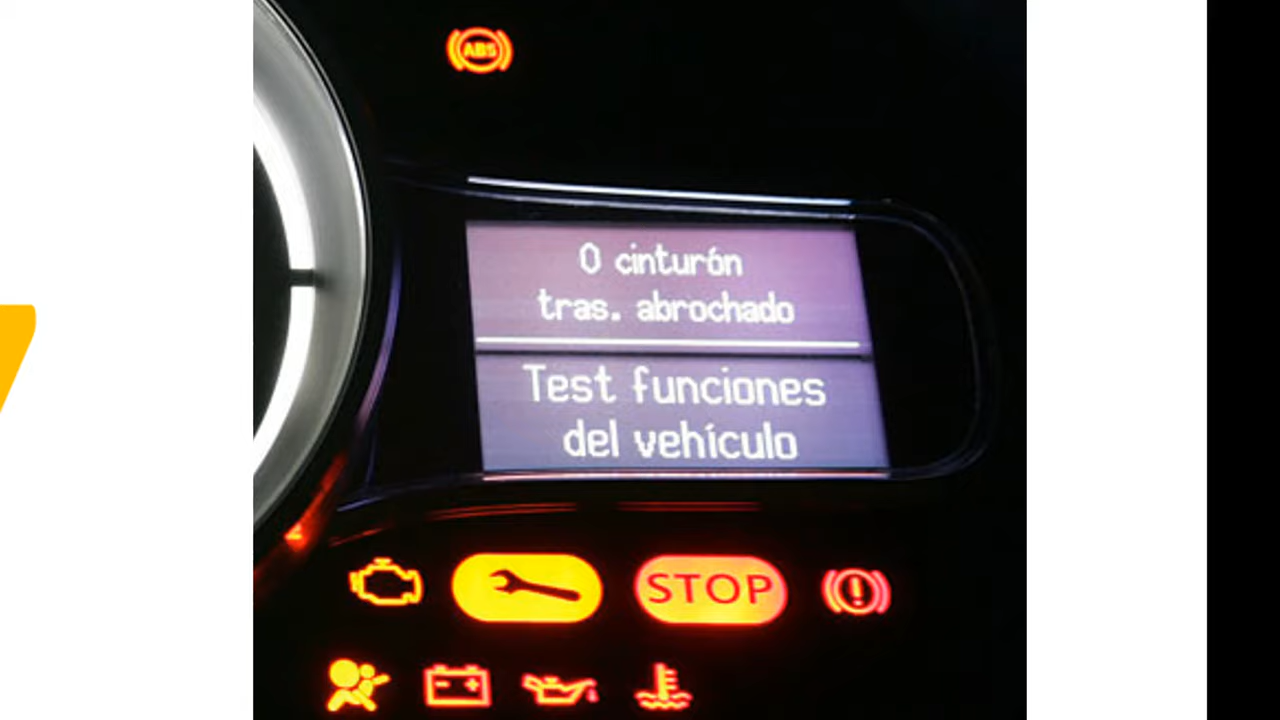 ABS
0 cinturón
tras. abrochado
Test funciones
del vehículo
STOP